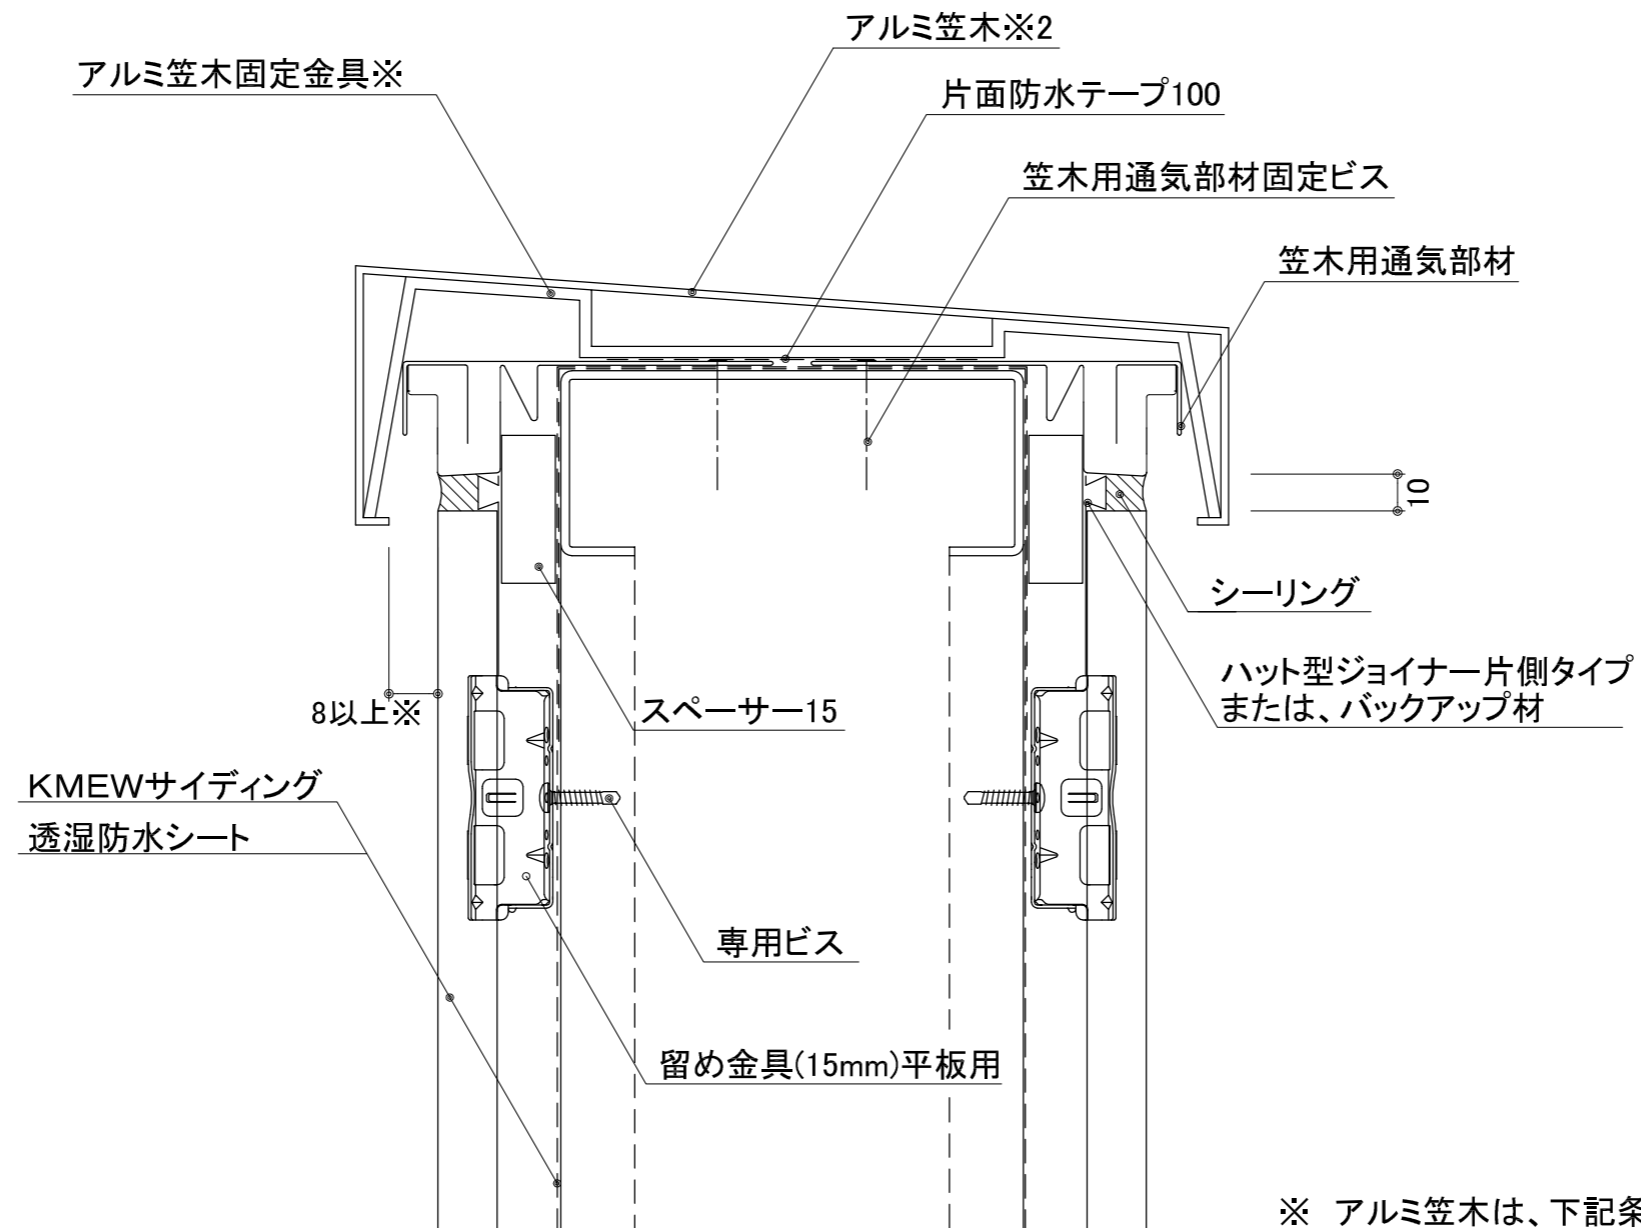 アルミ笠木※2
アルミ笠木固定金具※
片面防水テープ100
笠木用通気部材固定ビス
笠木用通気部材
10
シーリング
ハット型ジョイナー片側タイプ
または、バックアップ材
8以上※
スペーサー15
KMEWサイディング
透湿防水シート
専用ビス
留め金具(15mm)平板用
※ アルミ笠木は、下記条